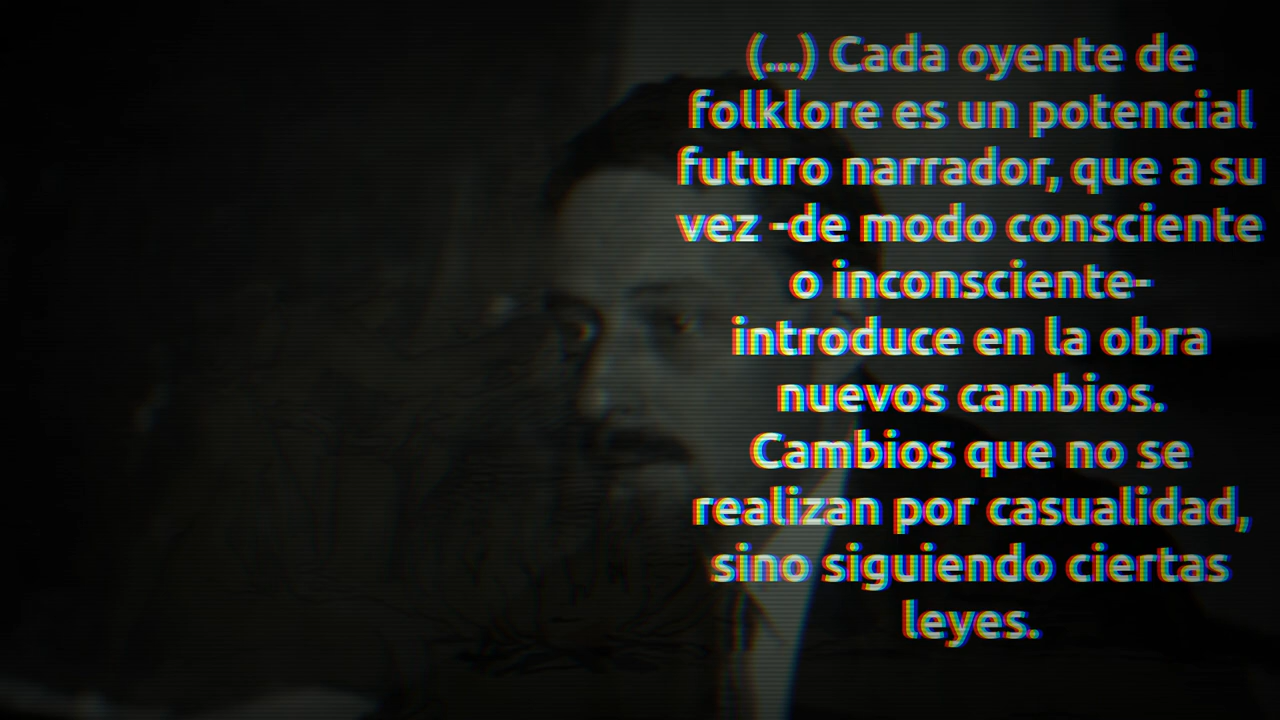 (...) Cada oyente de
folklore es un potencial
futuro narrador, que a su
vez -de modo consciente
o inconsciente-
introduce en la obra
nuevos cambios.
Cambios que no se
realizan por casualidad,
sino siguiendo ciertas
leyes.